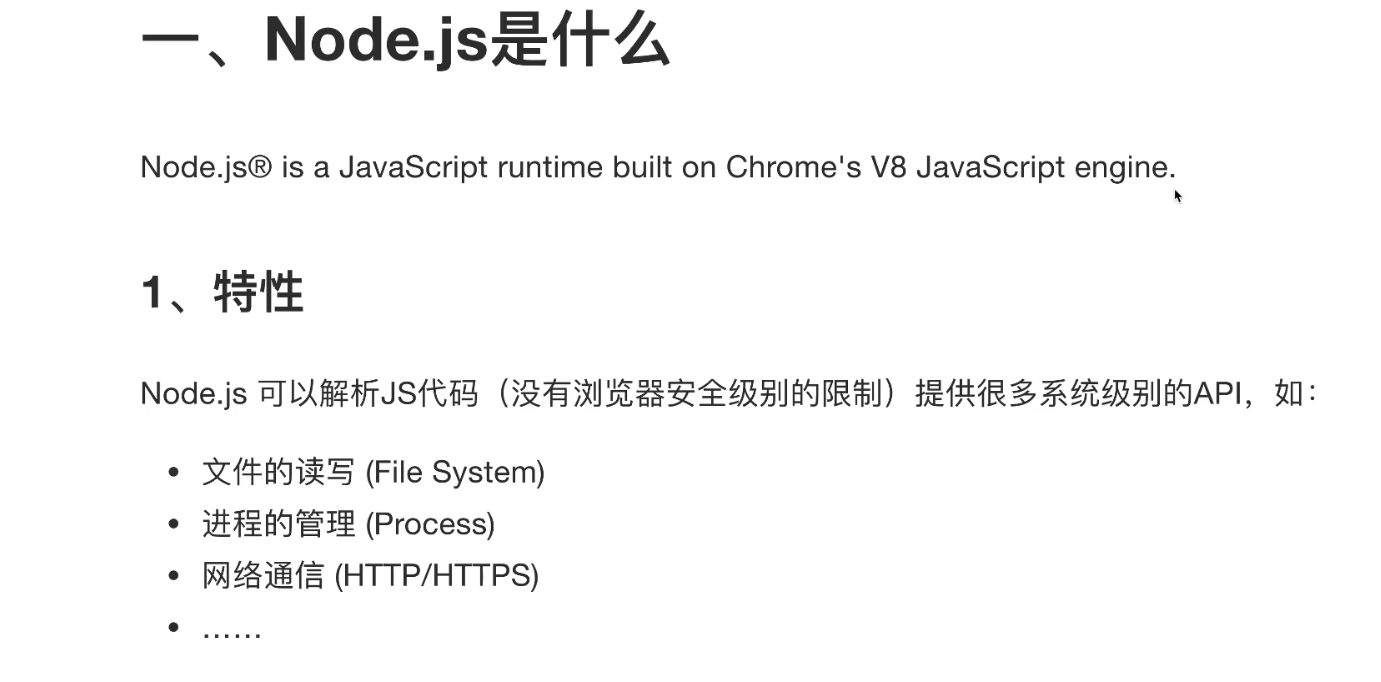 一、Node.js是什么
Node.js® is a JavaScript runtime built on Chrome's V8 JavaScript engine.
1、特性
Node.js 可以解析JS代码（没有浏览器安全级别的限制）提供很多系统级别的API，如：
• 文件的读写 (File System)
• 进程的管理 (Process)
• 网络通信 (HTTP/HTTPS)
• ……